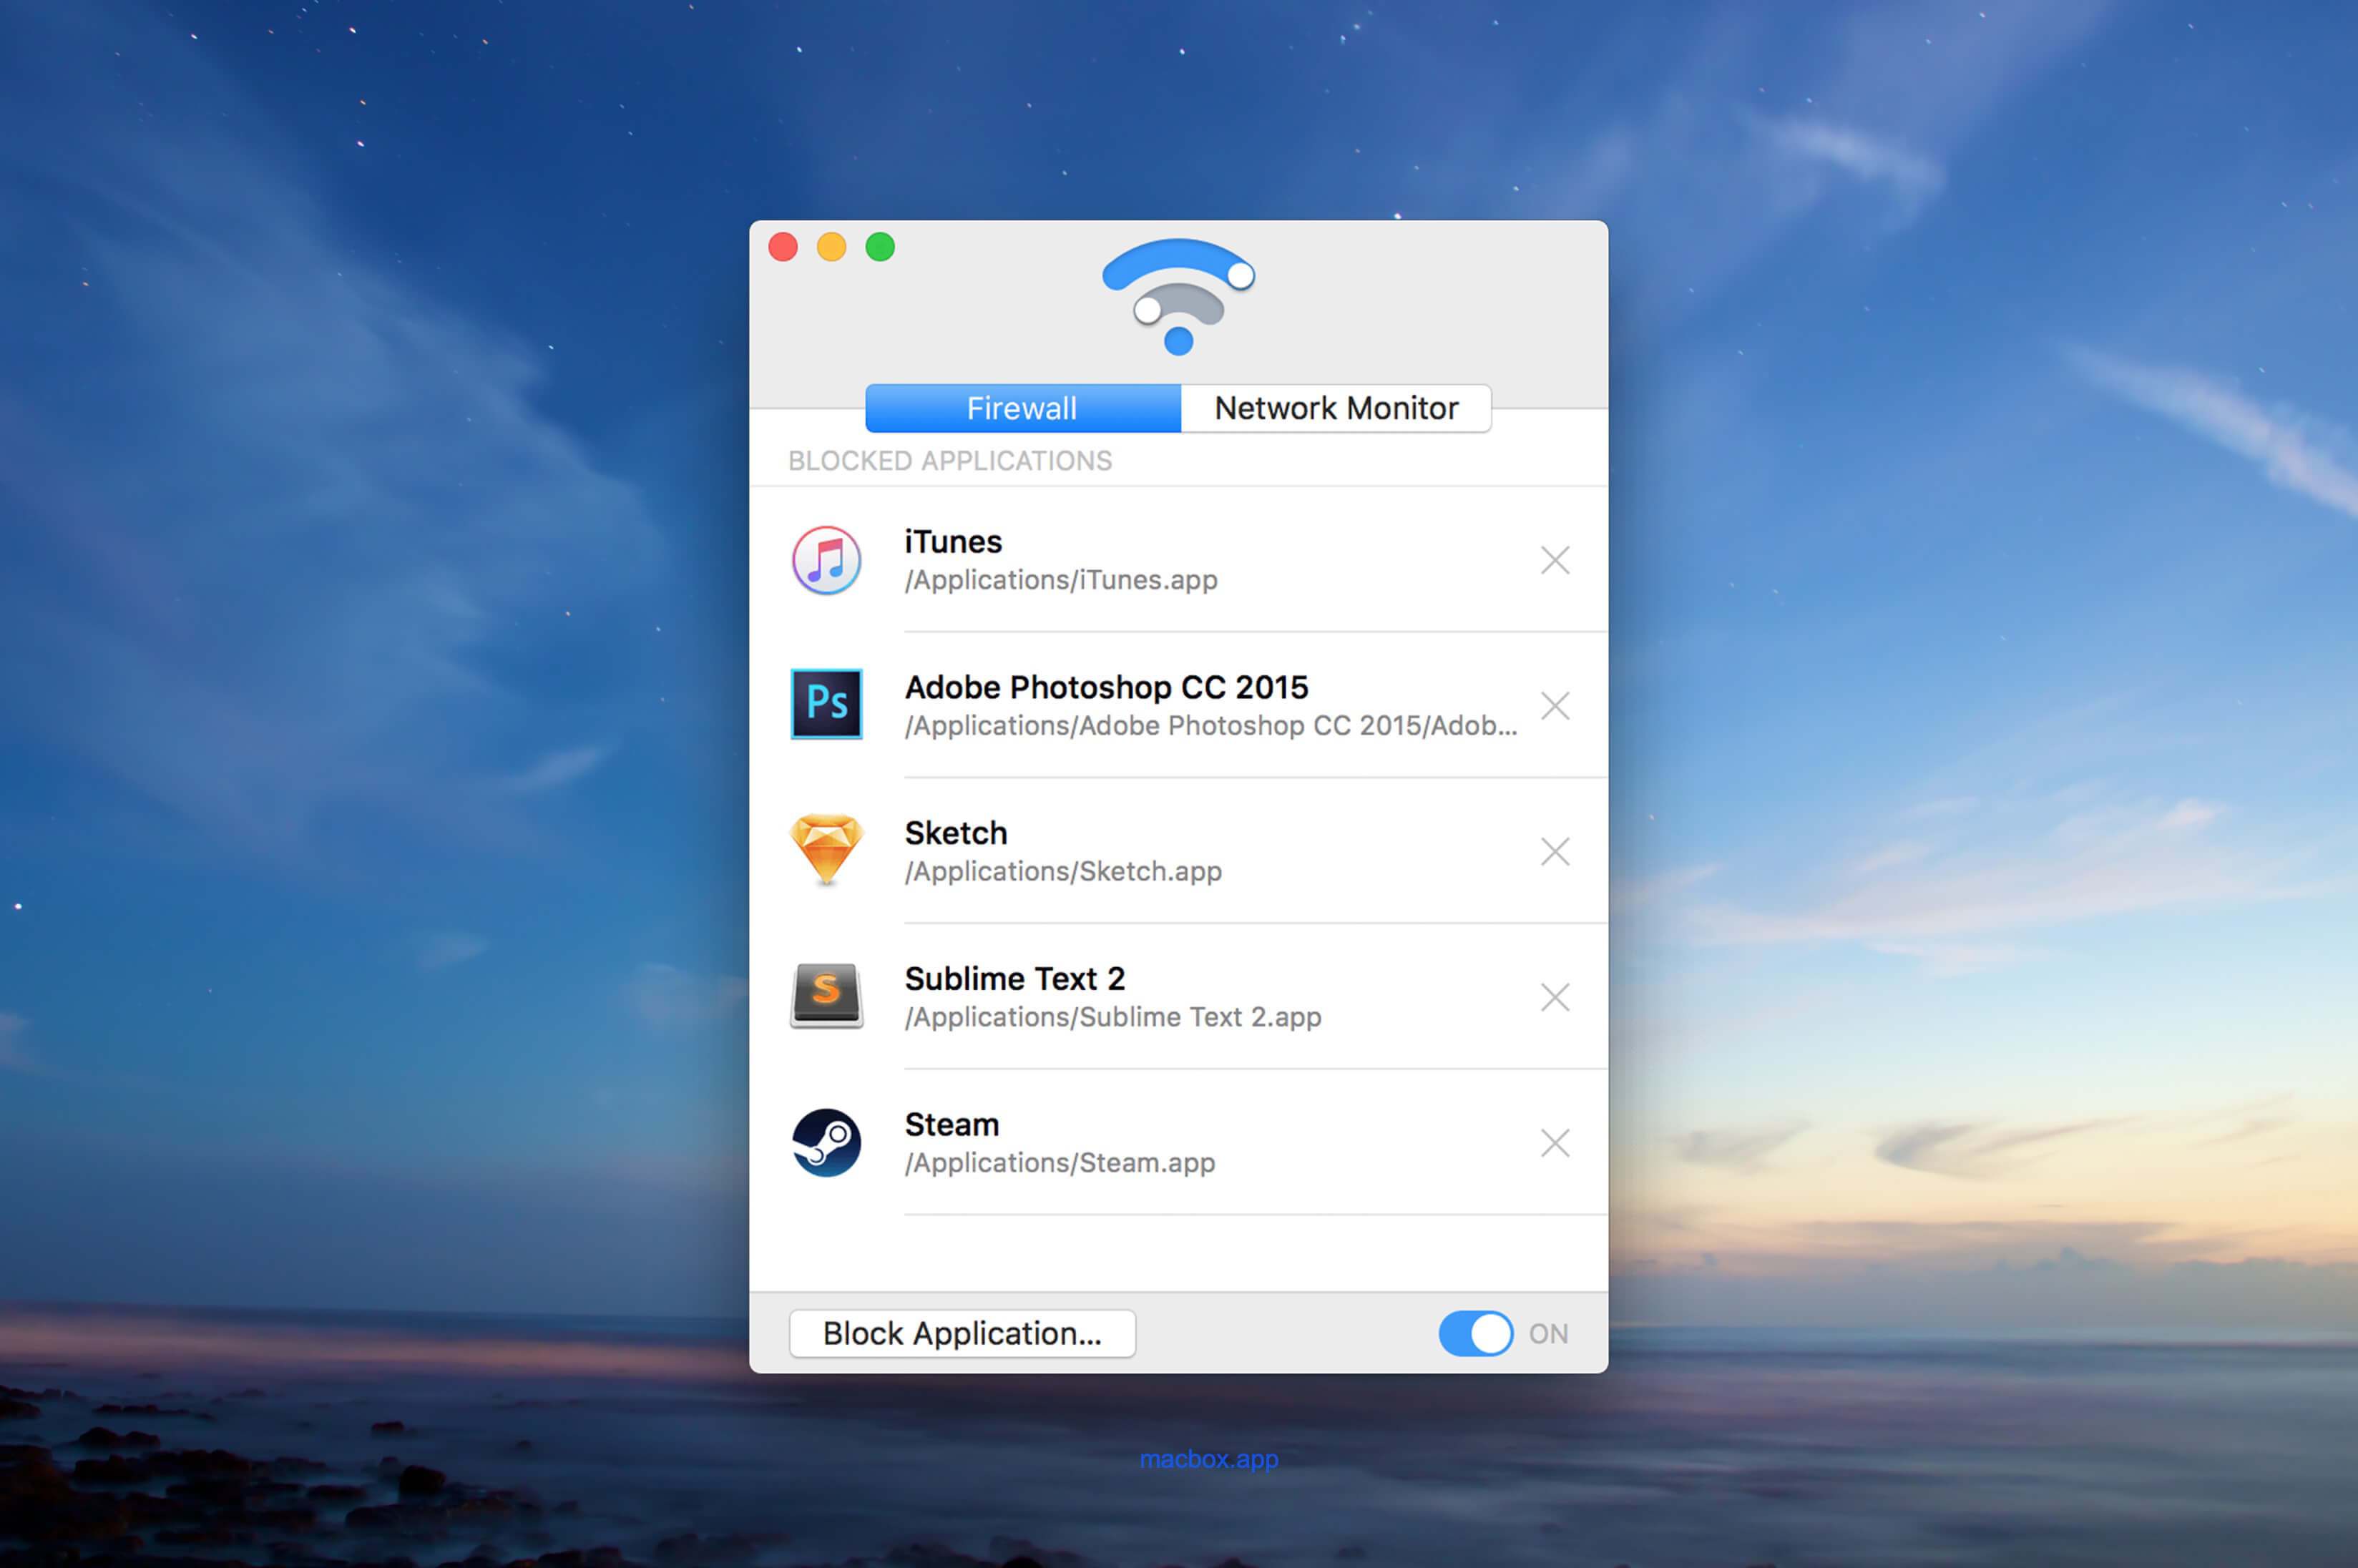 Firewall
Network Monitor
BLOCKED APPLICATIONS
iTunes
/Applications/iTunes.app
Ps
Adobe Photoshop CC 2015
/Applications/Adobe Photoshop CC 2015/Adob...
Sketch
/Applications/Sketch.app
S
Sublime Text 2
/Applications/Sublime Text 2.app
Steam
/Applications/Steam.app
Block Application...
ON
macbox.app